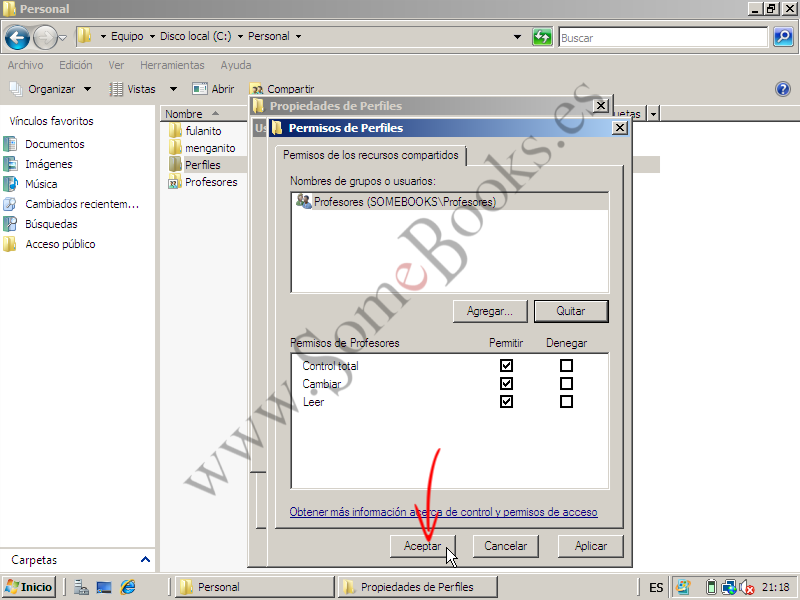 Personal
Equipo Disco local (C:) Personal
Buscar
Archivo Edición Ver Herramientas Ayuda
Organizar Vistas Abrir Compartir
Vínculos favoritos
Documentos
Imágenes
Música
Cambiados recientem...
Búsquedas
Acceso público
Carpetas
Nombre
fulanito
menganito
Perfiles
Profesores
Propiedades de Perfiles
Permisos de Perfiles
Permisos de los recursos compartidos
Nombres de grupos o usuarios:
Profesores (SOMEBOOKS\Profesores)
Agregar... Quitar
Permisos de Profesores Permitir Denegar
Control total
Cambiar
Leer
Obtener más información acerca de control y permisos de acceso
Aceptar Cancelar Aplicar
www.SomeBooks.es
Inicio Personal Propiedades de Perfiles ES 21:18